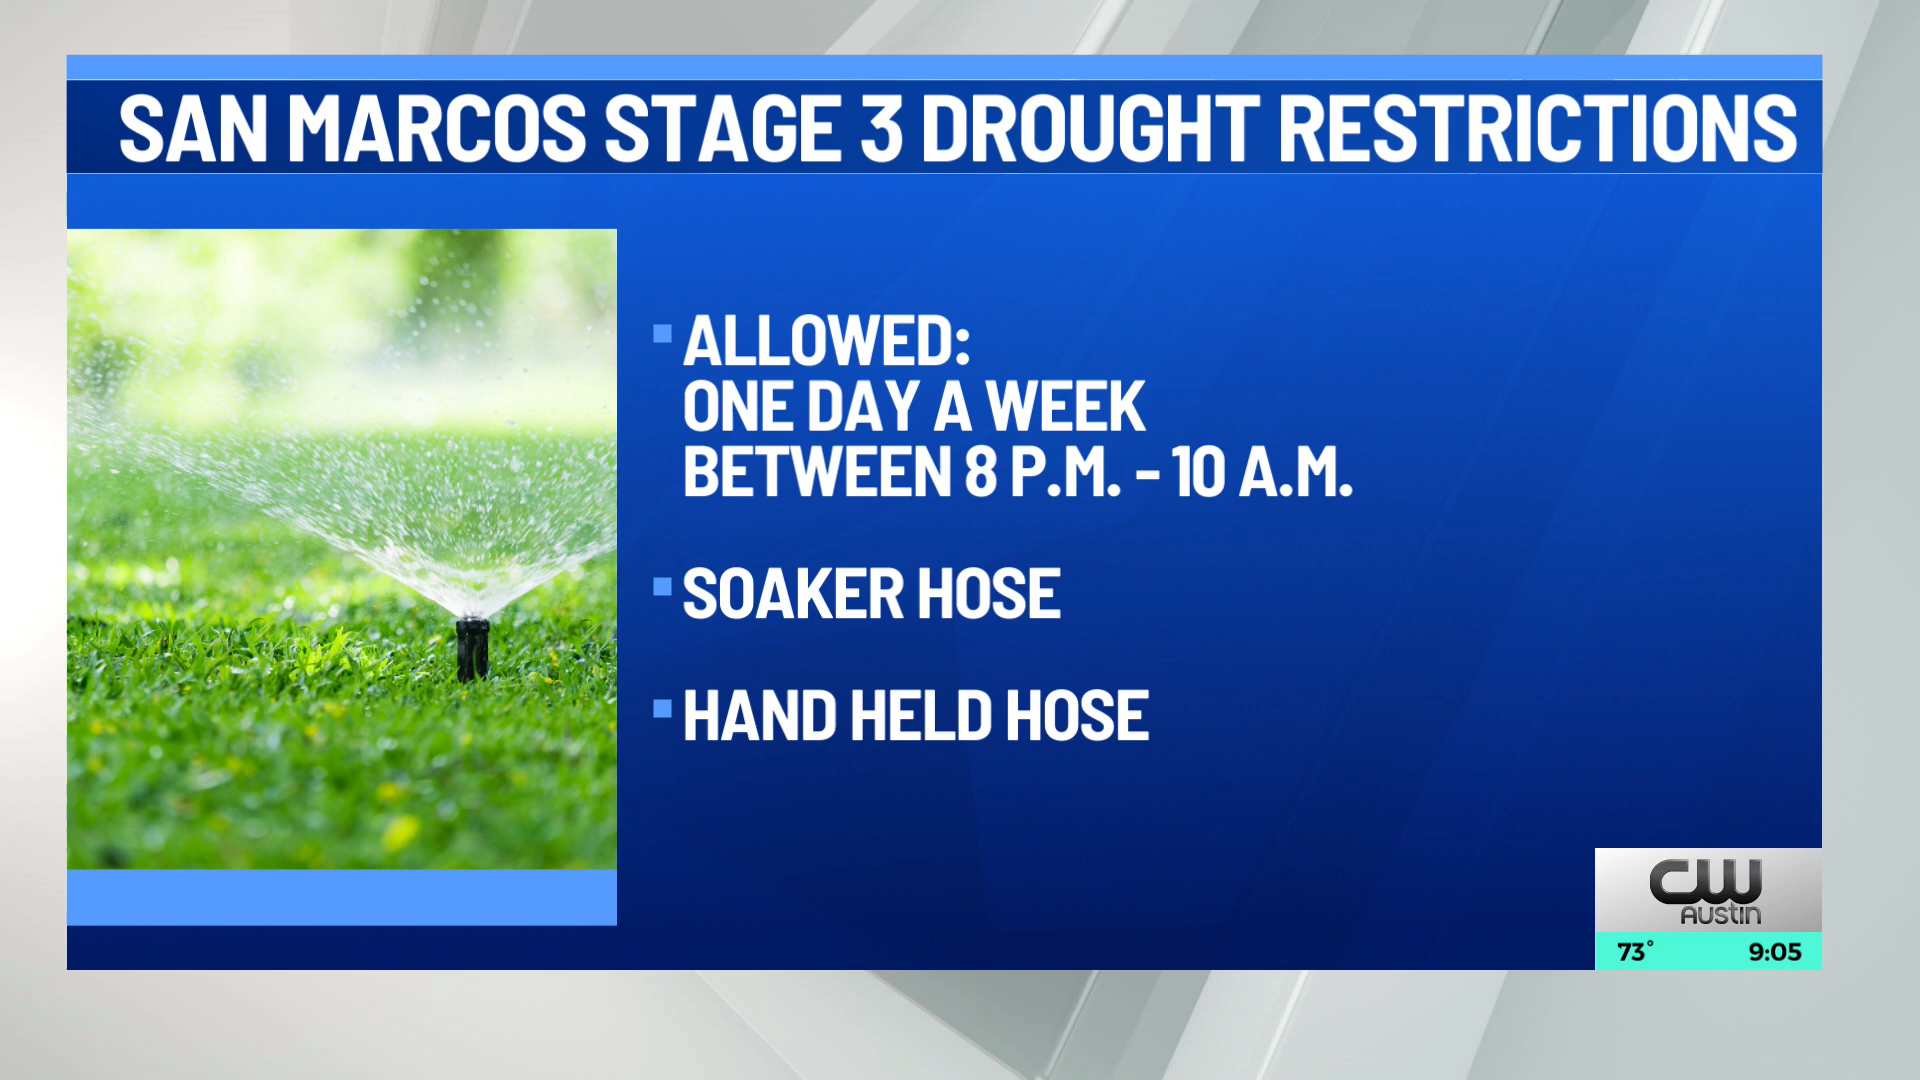 SAN MARCOS STAGE 3 DROUGHT RESTRICTIONS
ALLOWED:
ONE DAY A WEEK
BETWEEN 8 P.M. - 10 A.M.
SOAKER HOSE
HAND HELD HOSE
CW
AUSTIN
73° 9:05